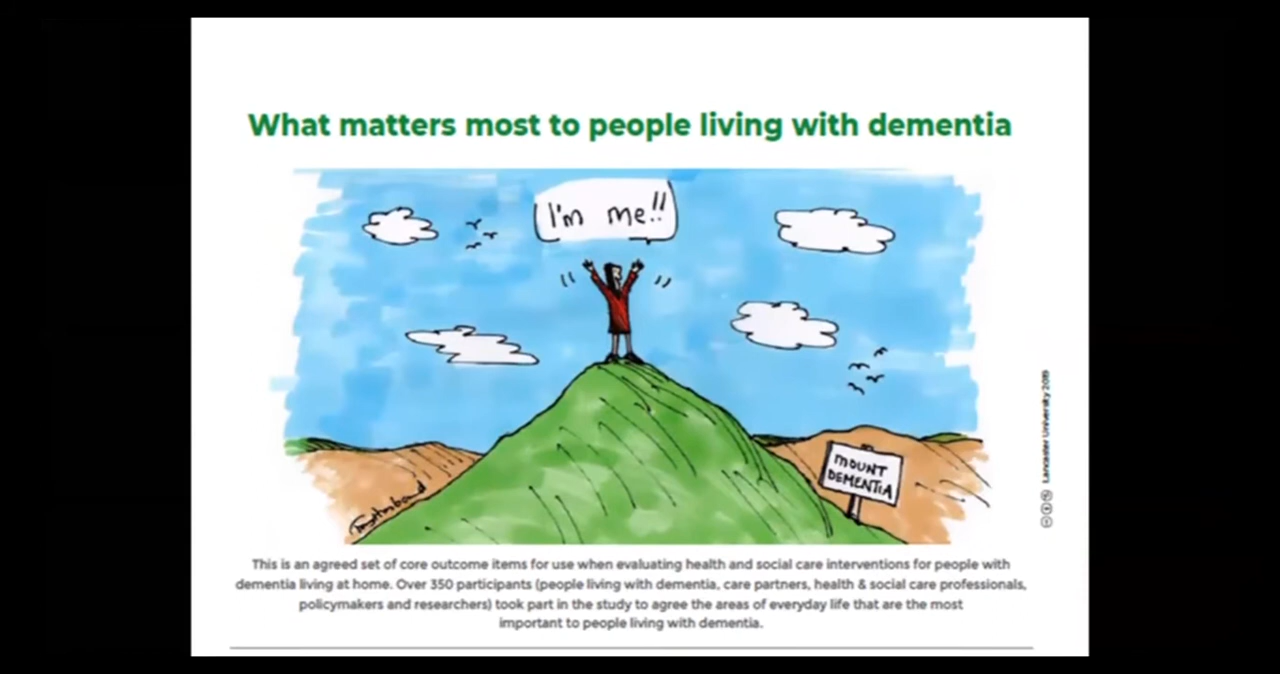 What matters most to people living with dementia
I'm me!!
MOUNT
DEMENTIA
Lancaster University 2019
This is an agreed set of core outcome items for use when evaluating health and social care interventions for people with
dementia living at home. Over 350 participants (people living with dementia, care partners, health & social care professionals,
policymakers and researchers) took part in the study to agree the areas of everyday life that are the most
important to people living with dementia.